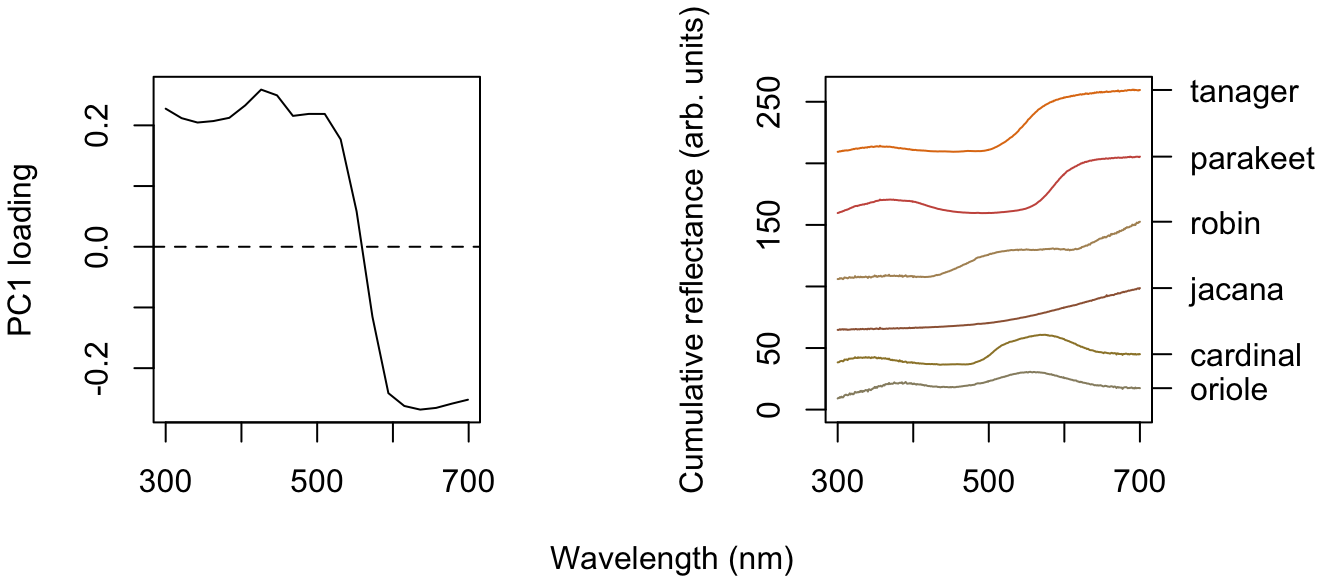 PC1 loading
0.2
0.0
-0.2
300 500 700
Cumulative reflectance (arb. units)
250
150
50
0
300 500 700
tanager
parakeet
robin
jacana
cardinal
oriole
Wavelength (nm)